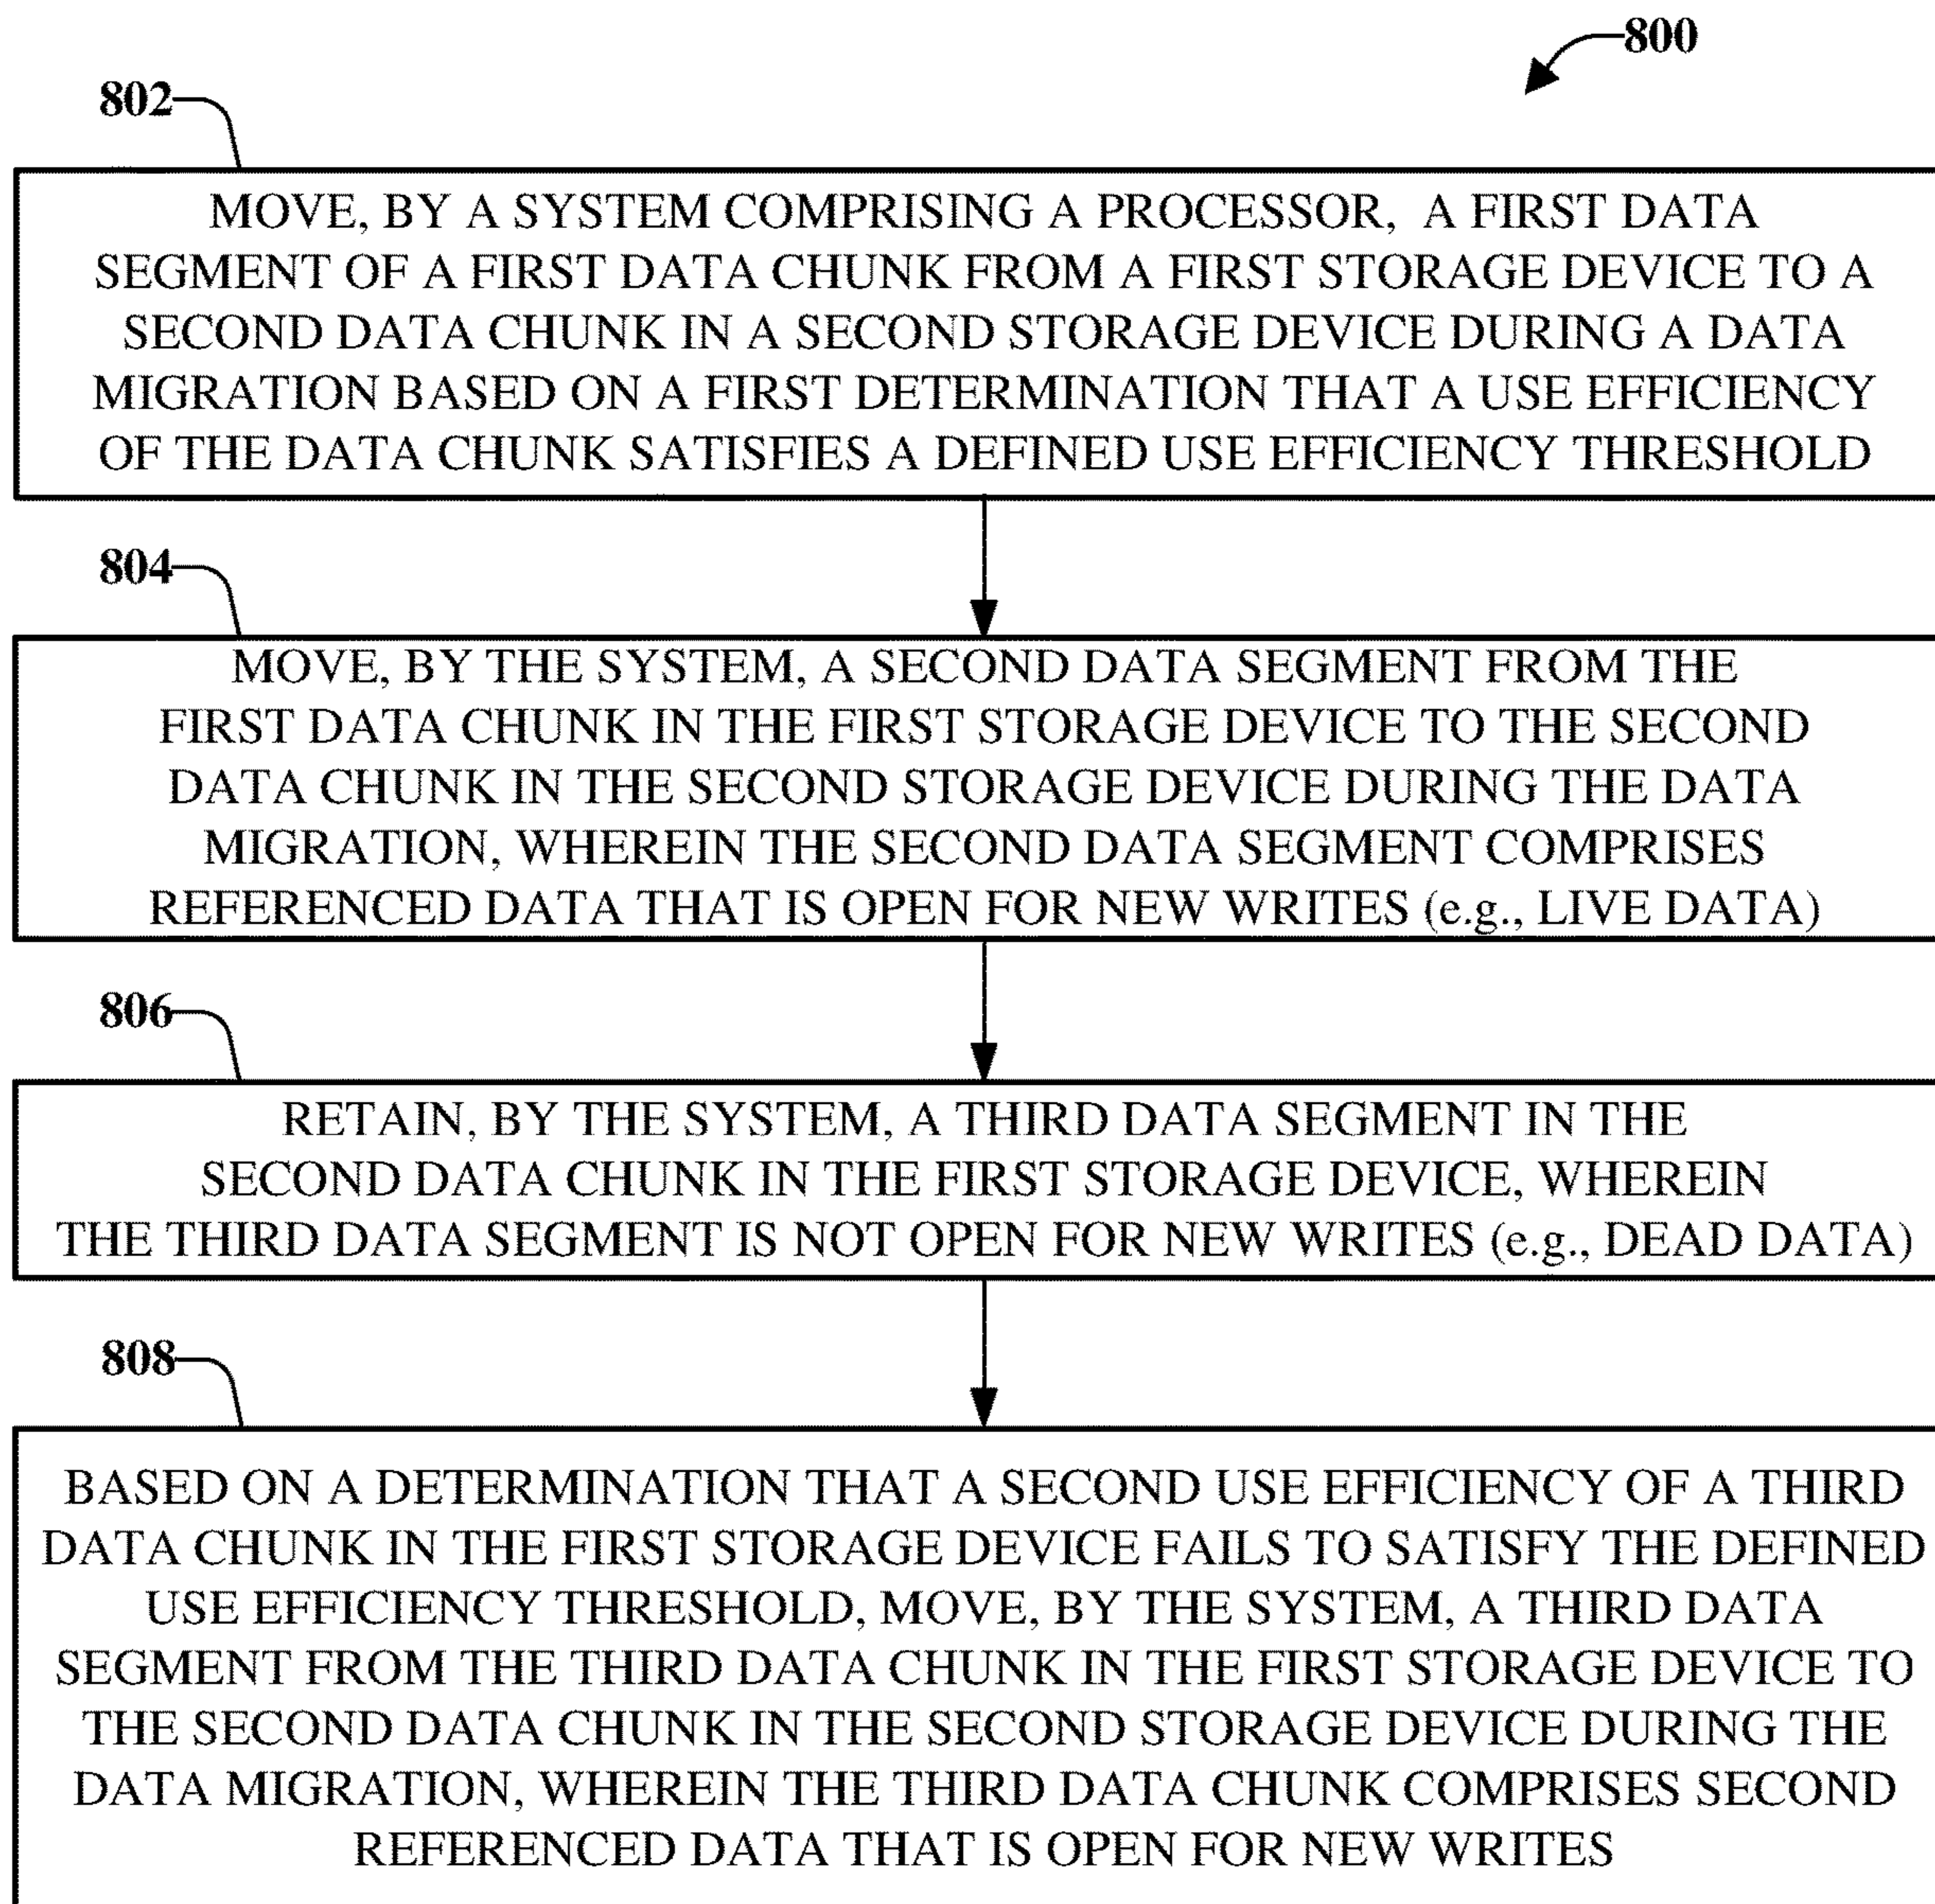 800
802
MOVE, BY A SYSTEM COMPRISING A PROCESSOR, A FIRST DATA
SEGMENT OF A FIRST DATA CHUNK FROM A FIRST STORAGE DEVICE TO A
SECOND DATA CHUNK IN A SECOND STORAGE DEVICE DURING A DATA
MIGRATION BASED ON A FIRST DETERMINATION THAT A USE EFFICIENCY
OF THE DATA CHUNK SATISFIES A DEFINED USE EFFICIENCY THRESHOLD
804
MOVE, BY THE SYSTEM, A SECOND DATA SEGMENT FROM THE
FIRST DATA CHUNK IN THE FIRST STORAGE DEVICE TO THE SECOND
DATA CHUNK IN THE SECOND STORAGE DEVICE DURING THE DATA
MIGRATION, WHEREIN THE SECOND DATA SEGMENT COMPRISES
REFERENCED DATA THAT IS OPEN FOR NEW WRITES (e.g., LIVE DATA)
806
RETAIN, BY THE SYSTEM, A THIRD DATA SEGMENT IN THE
SECOND DATA CHUNK IN THE FIRST STORAGE DEVICE, WHEREIN
THE THIRD DATA SEGMENT IS NOT OPEN FOR NEW WRITES (e.g., DEAD DATA)
808
BASED ON A DETERMINATION THAT A SECOND USE EFFICIENCY OF A THIRD
DATA CHUNK IN THE FIRST STORAGE DEVICE FAILS TO SATISFY THE DEFINED
USE EFFICIENCY THRESHOLD, MOVE, BY THE SYSTEM, A THIRD DATA
SEGMENT FROM THE THIRD DATA CHUNK IN THE FIRST STORAGE DEVICE TO
THE SECOND DATA CHUNK IN THE SECOND STORAGE DEVICE DURING THE
DATA MIGRATION, WHEREIN THE THIRD DATA CHUNK COMPRISES SECOND
REFERENCED DATA THAT IS OPEN FOR NEW WRITES